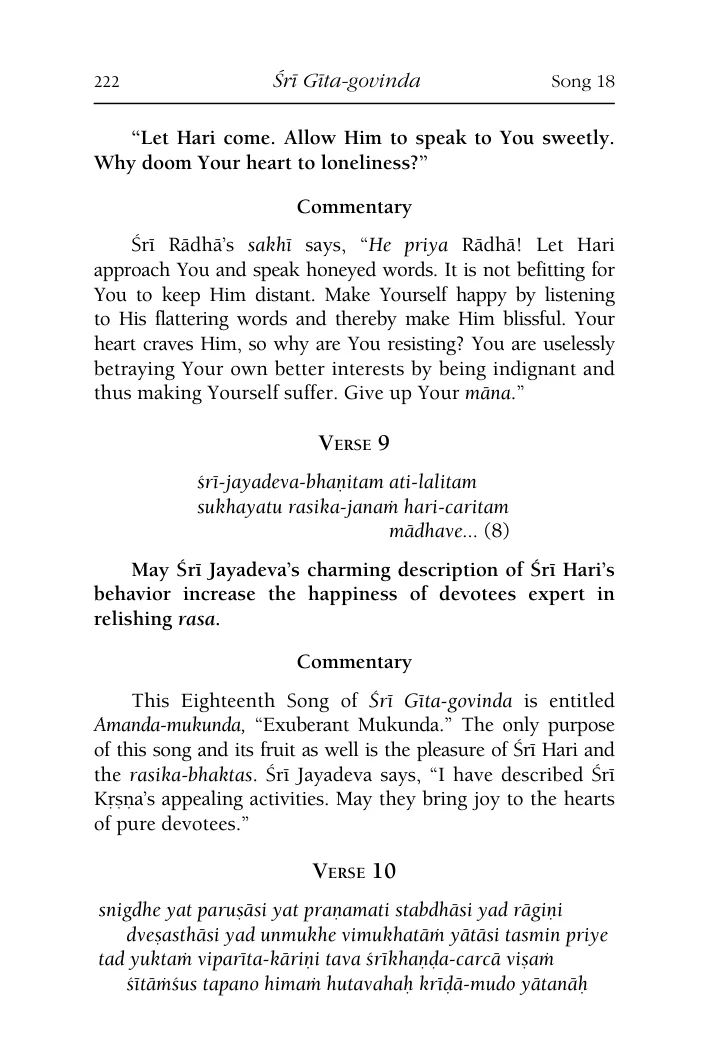 222 Śrī Gīta-govinda Song 18
“Let Hari come. Allow Him to speak to You sweetly.
Why doom Your heart to loneliness?”
Commentary
Śrī Rādhā’s sakhī says, “He priya Rādhā! Let Hari
approach You and speak honeyed words. It is not befitting for
You to keep Him distant. Make Yourself happy by listening
to His flattering words and thereby make Him blissful. Your
heart craves Him, so why are You resisting? You are uselessly
betraying Your own better interests by being indignant and
thus making Yourself suffer. Give up Your māna.”
Verse 9
śrī-jayadeva-bhaṇitam ati-lalitam
sukhayatu rasika-janaṁ hari-caritam
mādhave... (8)
May Śrī Jayadeva’s charming description of Śrī Hari’s
behavior increase the happiness of devotees expert in
relishing rasa.
Commentary
This Eighteenth Song of Śrī Gīta-govinda is entitled
Amanda-mukunda, “Exuberant Mukunda.” The only purpose
of this song and its fruit as well is the pleasure of Śrī Hari and
the rasika-bhaktas. Śrī Jayadeva says, “I have described Śrī
Kṛṣṇa’s appealing activities. May they bring joy to the hearts
of pure devotees.”
Verse 10
snigdhe yat paruṣāsi yat praṇamati stabdhāsi yad rāgiṇi
dveṣasthāsi yad unmukhe vimukhatāṁ yātāsi tasmin priye
tad yuktaṁ viparīta-kāriṇi tava śrīkhaṇḍa-carcā viṣaṁ
śītāṁśus tapano himaṁ hutavahaḥ krīḍā-mudo yātanāḥ